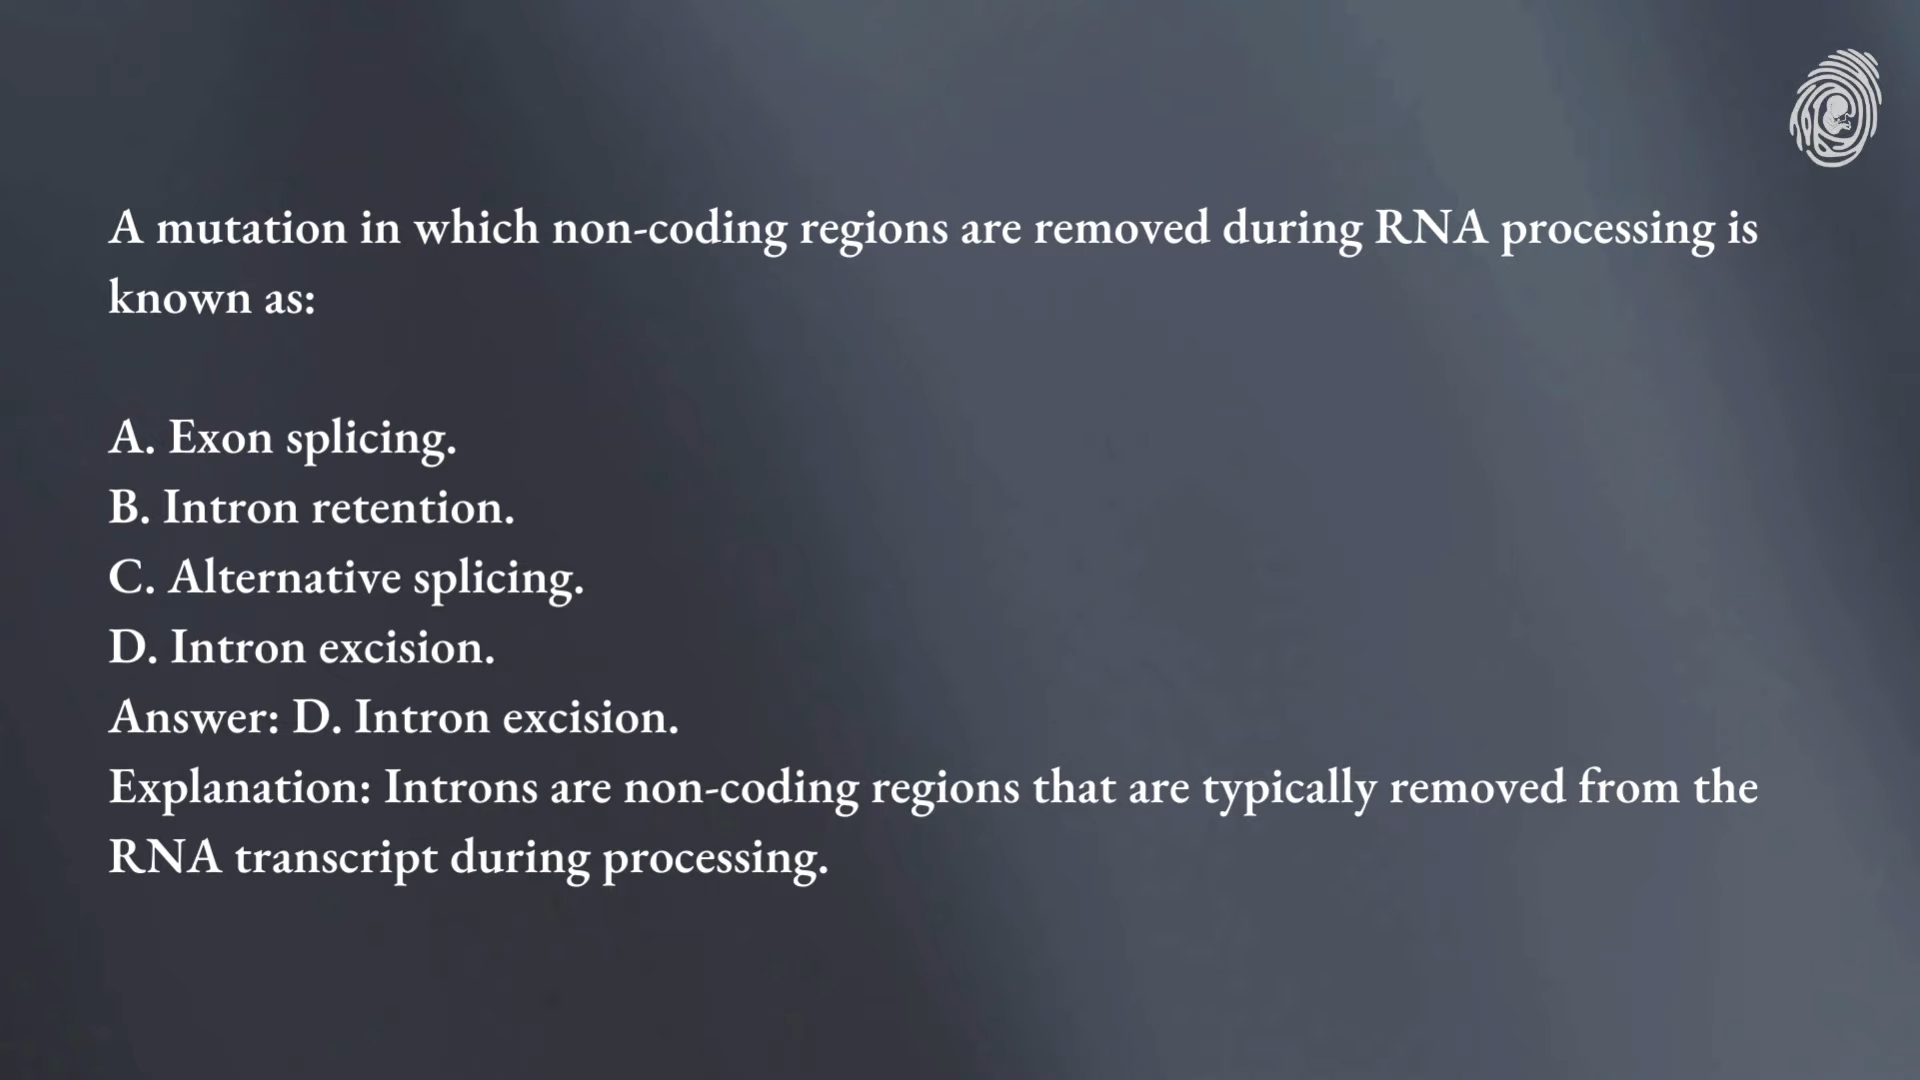 A mutation in which non-coding regions are removed during RNA processing is
known as:
A. Exon splicing.
B. Intron retention.
C. Alternative splicing.
D. Intron excision.
Answer: D. Intron excision.
Explanation: Introns are non-coding regions that are typically removed from the
RNA transcript during processing.